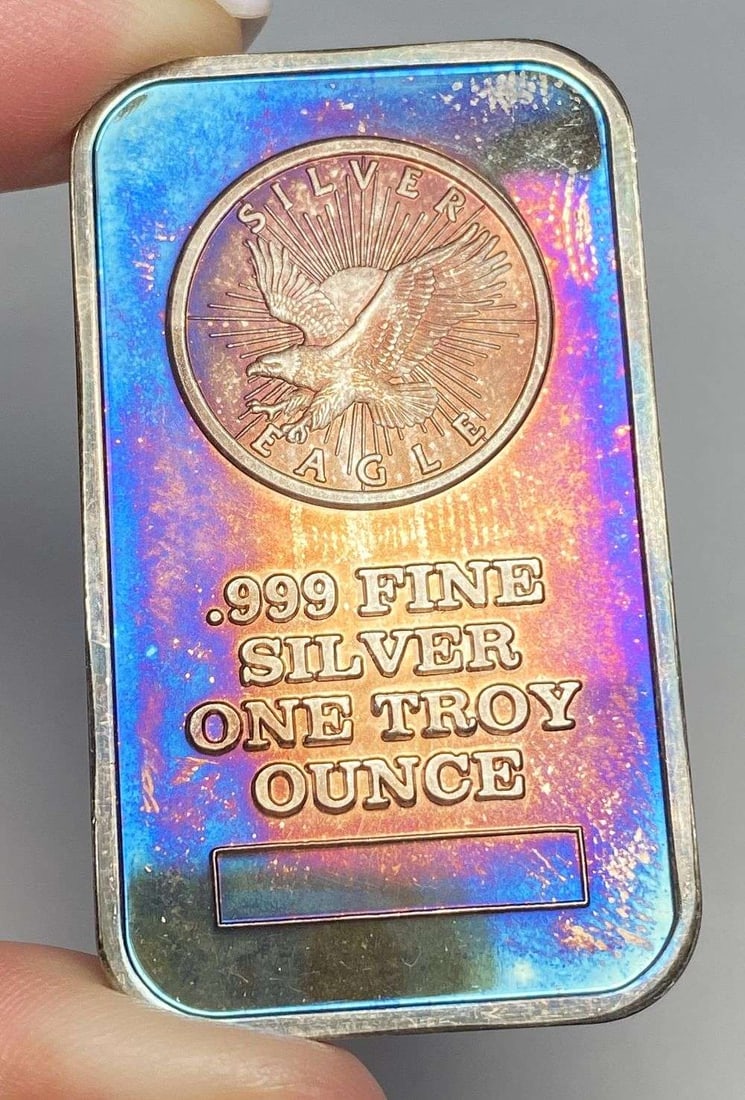 SILVER
EAGLE
.999 FINE
SILVER
ONE TROY
OUNCE